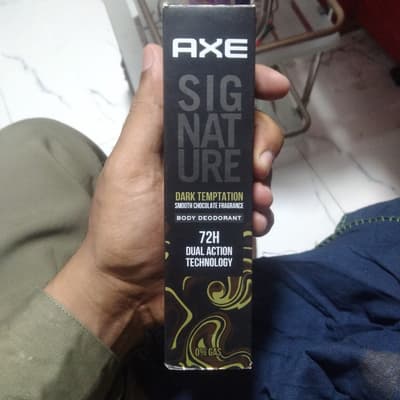 AXE
SIG
NAT
URE
DARK TEMPTATION
SMOOTH CHOCOLATE FRAGRANCE
BODY DEODORANT
72H
DUAL ACTION
TECHNOLOGY
0% GAS